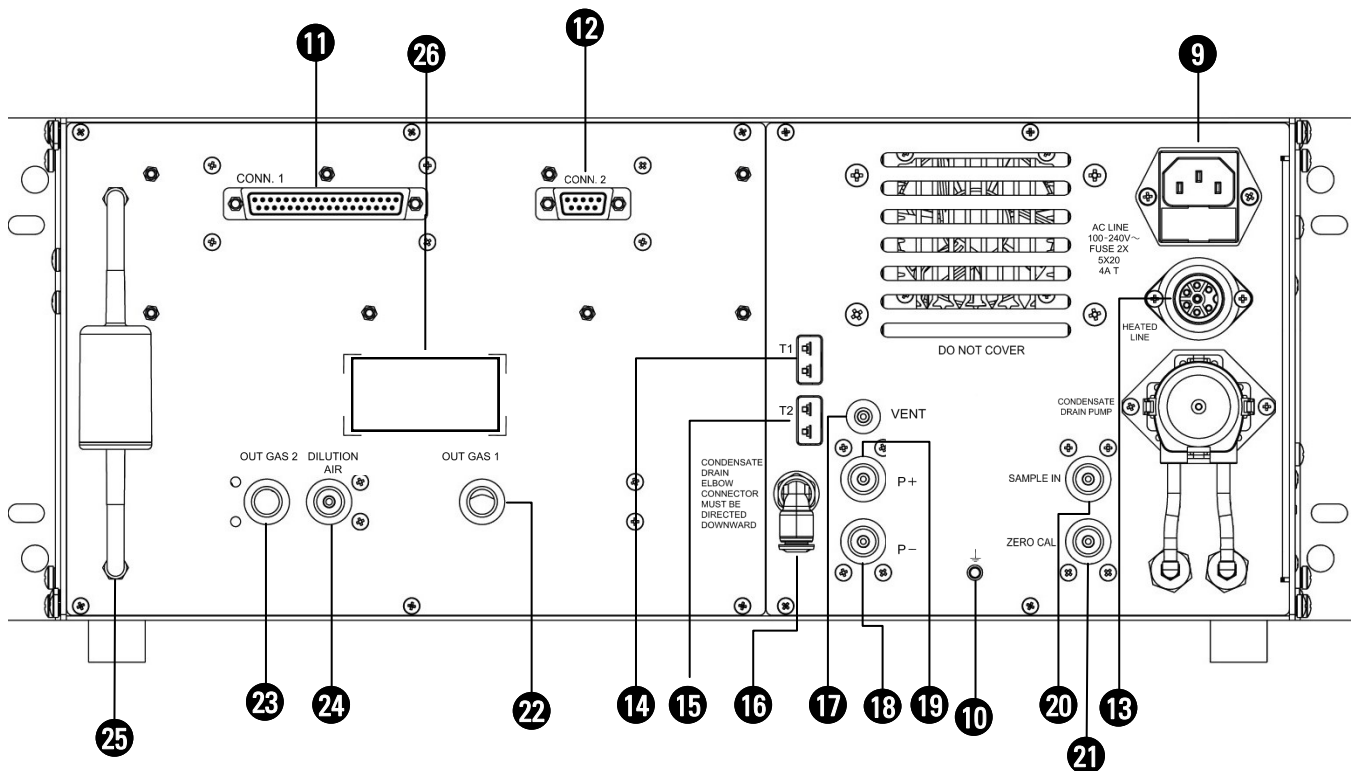 11
26
12
9
CONN. 1
CONN. 2
AC LINE
100-240V～
FUSE 2X
5X20
4A T
HEATED
LINE
DO NOT COVER
T1
T2
VENT
CONDENSATE
DRAIN PUMP
OUT GAS 2
DILUTION
AIR
OUT GAS 1
CONDENSATE
DRAIN
ELBOW
CONNECTOR
MUST BE
DIRECTED
DOWNWARD
P+
P−
SAMPLE IN
ZERO CAL
25
23
24
22
14
15
16
17
18
19
10
20
21
13